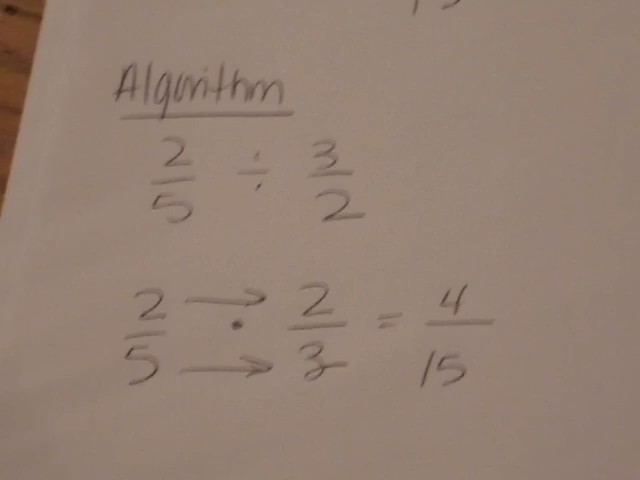 Algorithm
2/5 ÷ 3/2
2/5 → → · 2/3 = 4/15